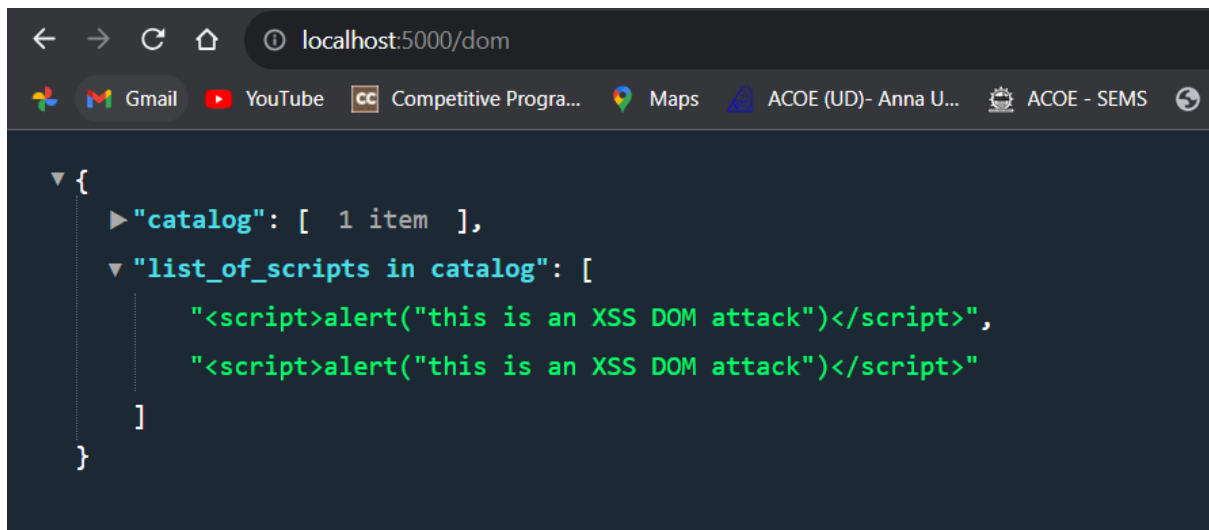 localhost:5000/dom
Gmail YouTube CC Competitive Progra... Maps ACOE (UD)- Anna U... ACOE - SEMS
{
"catalog": [ 1 item ],
"list_of_scripts in catalog": [
"<script>alert("this is an XSS DOM attack")</script>",
"<script>alert("this is an XSS DOM attack")</script>"
]
}